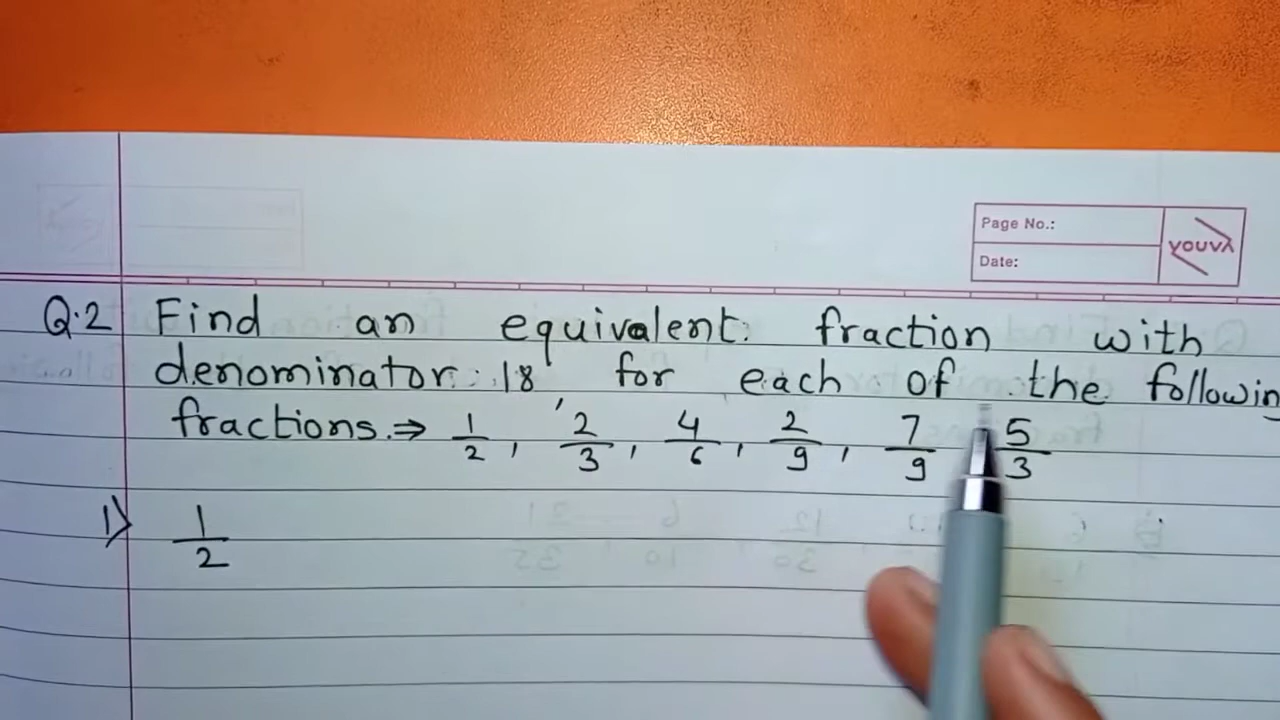 Page No.:
Date:
youva
Q.2 Find an equivalent fraction with
denominator 18 for each of the following
fractions. ⇒ 1/2, 2/3, 4/6, 2/9, 7/9, 5/3
1) 1/2